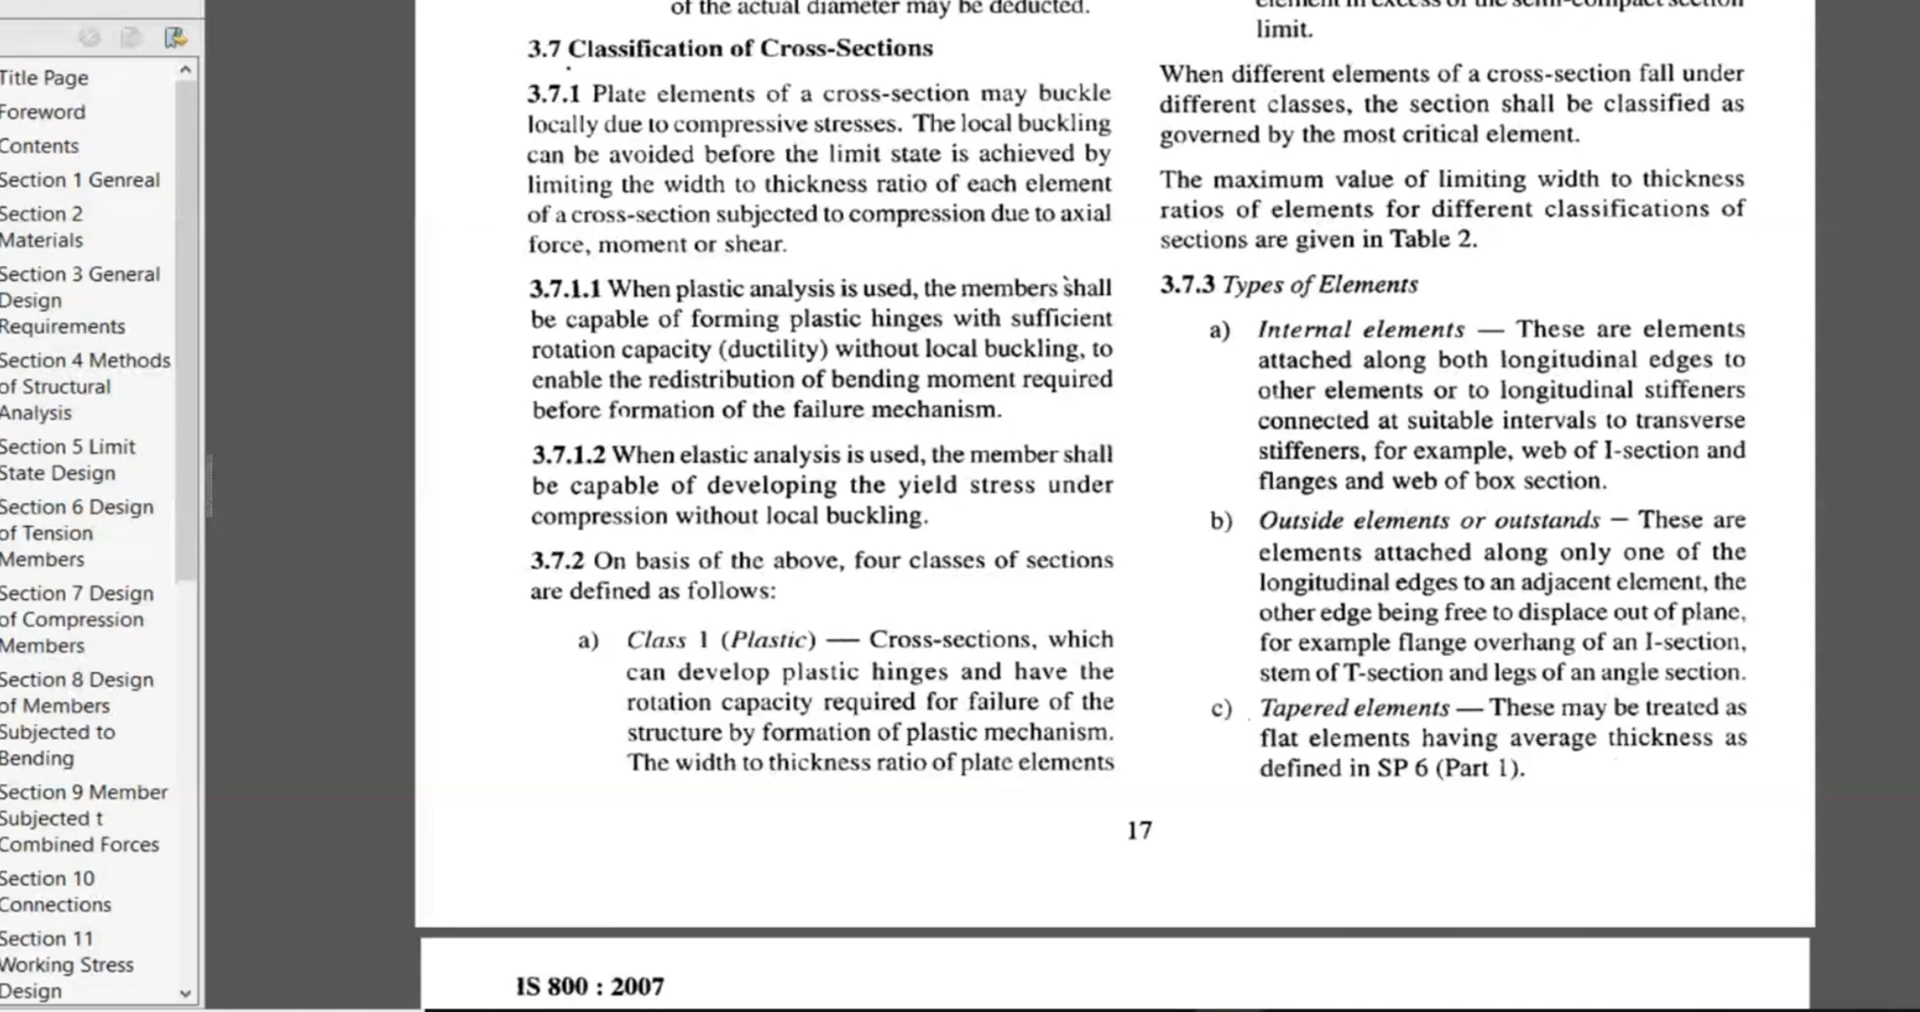 Title Page
Foreword
Contents
Section 1 Genreal
Section 2
Materials
Section 3 General
Design
Requirements
Section 4 Methods
of Structural
Analysis
Section 5 Limit
State Design
Section 6 Design
of Tension
Members
Section 7 Design
of Compression
Members
Section 8 Design
of Members
Subjected to
Bending
Section 9 Member
Subjected t
Combined Forces
Section 10
Connections
Section 11
Working Stress
Design
of the actual diameter may be deducted.
3.7 Classification of Cross-Sections
3.7.1 Plate elements of a cross-section may buckle
locally due to compressive stresses. The local buckling
can be avoided before the limit state is achieved by
limiting the width to thickness ratio of each element
of a cross-section subjected to compression due to axial
force, moment or shear.
3.7.1.1 When plastic analysis is used, the members shall
be capable of forming plastic hinges with sufficient
rotation capacity (ductility) without local buckling, to
enable the redistribution of bending moment required
before formation of the failure mechanism.
3.7.1.2 When elastic analysis is used, the member shall
be capable of developing the yield stress under
compression without local buckling.
3.7.2 On basis of the above, four classes of sections
are defined as follows:
a) Class 1 (Plastic) — Cross-sections, which
can develop plastic hinges and have the
rotation capacity required for failure of the
structure by formation of plastic mechanism.
The width to thickness ratio of plate elements
element in excess of the semi-compact section
limit.
When different elements of a cross-section fall under
different classes, the section shall be classified as
governed by the most critical element.
The maximum value of limiting width to thickness
ratios of elements for different classifications of
sections are given in Table 2.
3.7.3 Types of Elements
a) Internal elements — These are elements
attached along both longitudinal edges to
other elements or to longitudinal stiffeners
connected at suitable intervals to transverse
stiffeners, for example, web of I-section and
flanges and web of box section.
b) Outside elements or outstands — These are
elements attached along only one of the
longitudinal edges to an adjacent element, the
other edge being free to displace out of plane,
for example flange overhang of an I-section,
stem of T-section and legs of an angle section.
c) Tapered elements — These may be treated as
flat elements having average thickness as
defined in SP 6 (Part 1).
17
IS 800 : 2007